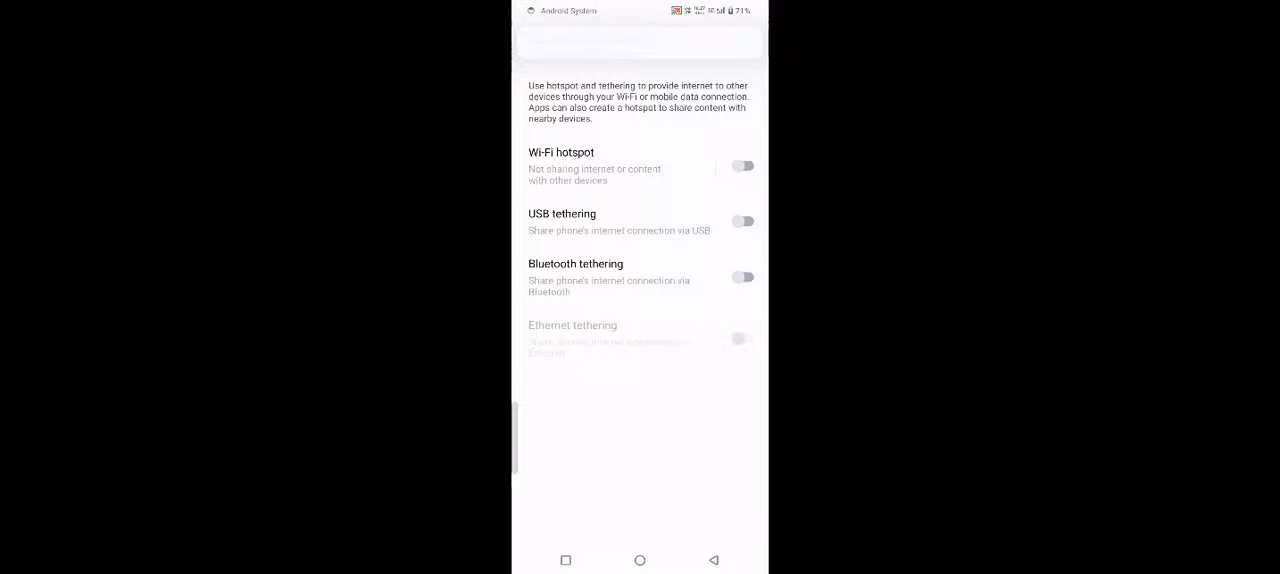 Android System
71%
Use hotspot and tethering to provide internet to other
devices through your Wi-Fi or mobile data connection.
Apps can also create a hotspot to share content with
nearby devices.
Wi-Fi hotspot
Not sharing internet or content
with other devices
USB tethering
Share phone's internet connection via USB
Bluetooth tethering
Share phone's internet connection via
Bluetooth
Ethernet tethering